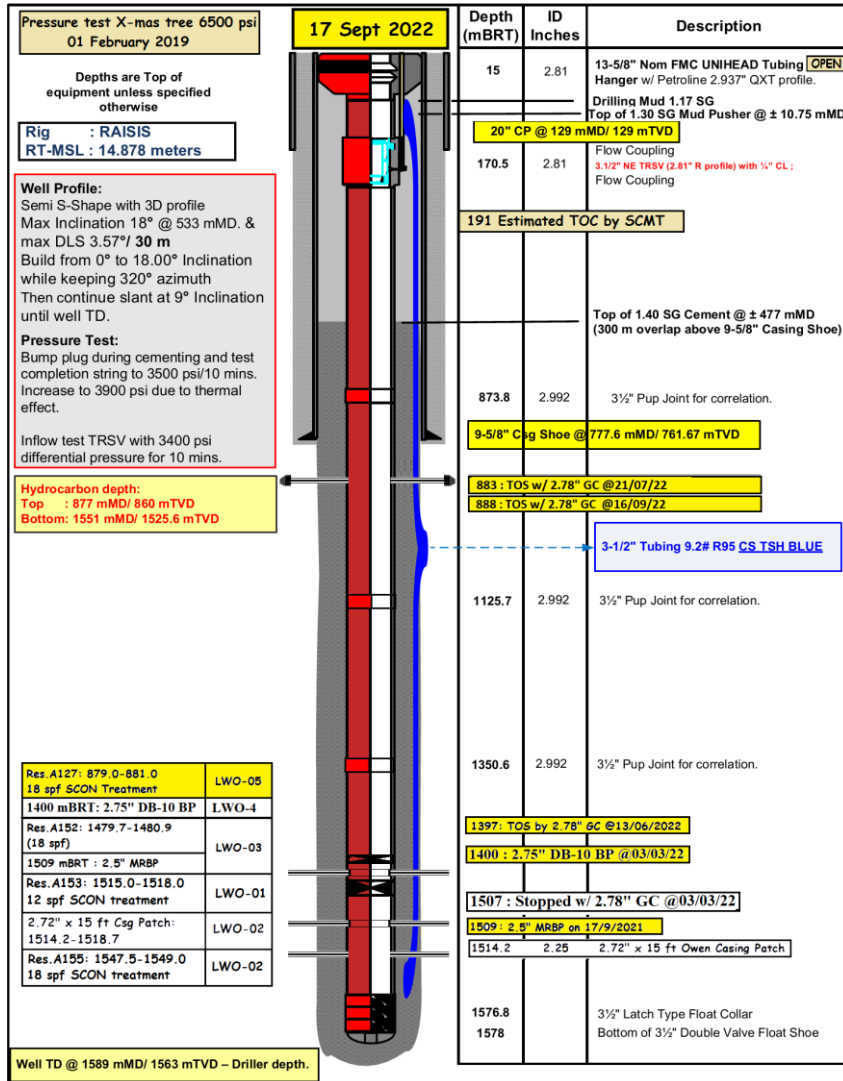 Pressure test X-mas tree 6500 psi
01 February 2019
17 Sept 2022
Depths are Top of
equipment unless specified
otherwise
Rig : RAISIS
RT-MSL : 14.878 meters
Well Profile:
Semi S-Shape with 3D profile
Max Inclination 18° @ 533 mMD. &
max DLS 3.57°/ 30 m
Build from 0° to 18.00° Inclination
while keeping 320° azimuth
Then continue slant at 9° Inclination
until well TD.
Pressure Test:
Bump plug during cementing and test
completion string to 3500 psi/10 mins.
Increase to 3900 psi due to thermal
effect.
Inflow test TRSV with 3400 psi
differential pressure for 10 mins.
Hydrocarbon depth:
Top : 877 mMD/ 860 mTVD
Bottom: 1551 mMD/ 1525.6 mTVD
Res.A127: 879.0-881.0
18 spf SCON Treatment
LWO-05
1400 mBRT: 2.75" DB-10 BP
LWO-4
Res.A152: 1479.7-1480.9
(18 spf)
LWO-03
1509 mBRT : 2.5" MRBP
Res.A153: 1515.0-1518.0
12 spf SCON treatment
LWO-01
2.72" x 15 ft Csg Patch:
1514.2-1518.7
LWO-02
Res.A155: 1547.5-1549.0
18 spf SCON treatment
LWO-02
Well TD @ 1589 mMD/ 1563 mTVD – Driller depth.
Depth
(mBRT)
ID
Inches
Description
15 2.81 13-5/8" Nom FMC UNIHEAD Tubing OPEN
Hanger w/ Petroline 2.937" QXT profile.
Drilling Mud 1.17 SG
Top of 1.30 SG Mud Pusher @ ± 10.75 mMD
20" CP @ 129 mMD/ 129 mTVD
Flow Coupling
170.5 2.81 3.1/2" NE TRSV (2.81" R profile) with ¼" CL ;
Flow Coupling
191 Estimated TOC by SCMT
Top of 1.40 SG Cement @ ± 477 mMD
(300 m overlap above 9-5/8" Casing Shoe)
873.8 2.992 3½" Pup Joint for correlation.
9-5/8" Csg Shoe @ 777.6 mMD/ 761.67 mTVD
883 : TOS w/ 2.78" GC @21/07/22
888 : TOS w/ 2.78" GC @16/09/22
3-1/2" Tubing 9.2# R95 CS TSH BLUE
1125.7 2.992 3½" Pup Joint for correlation.
1350.6 2.992 3½" Pup Joint for correlation.
1397: TOS by 2.78" GC @13/06/2022
1400 : 2.75" DB-10 BP @03/03/22
1507 : Stopped w/ 2.78" GC @03/03/22
1509: 2.5" MRBP on 17/9/2021
1514.2 2.25 2.72" x 15 ft Owen Casing Patch
1576.8 3½" Latch Type Float Collar
1578 Bottom of 3½" Double Valve Float Shoe